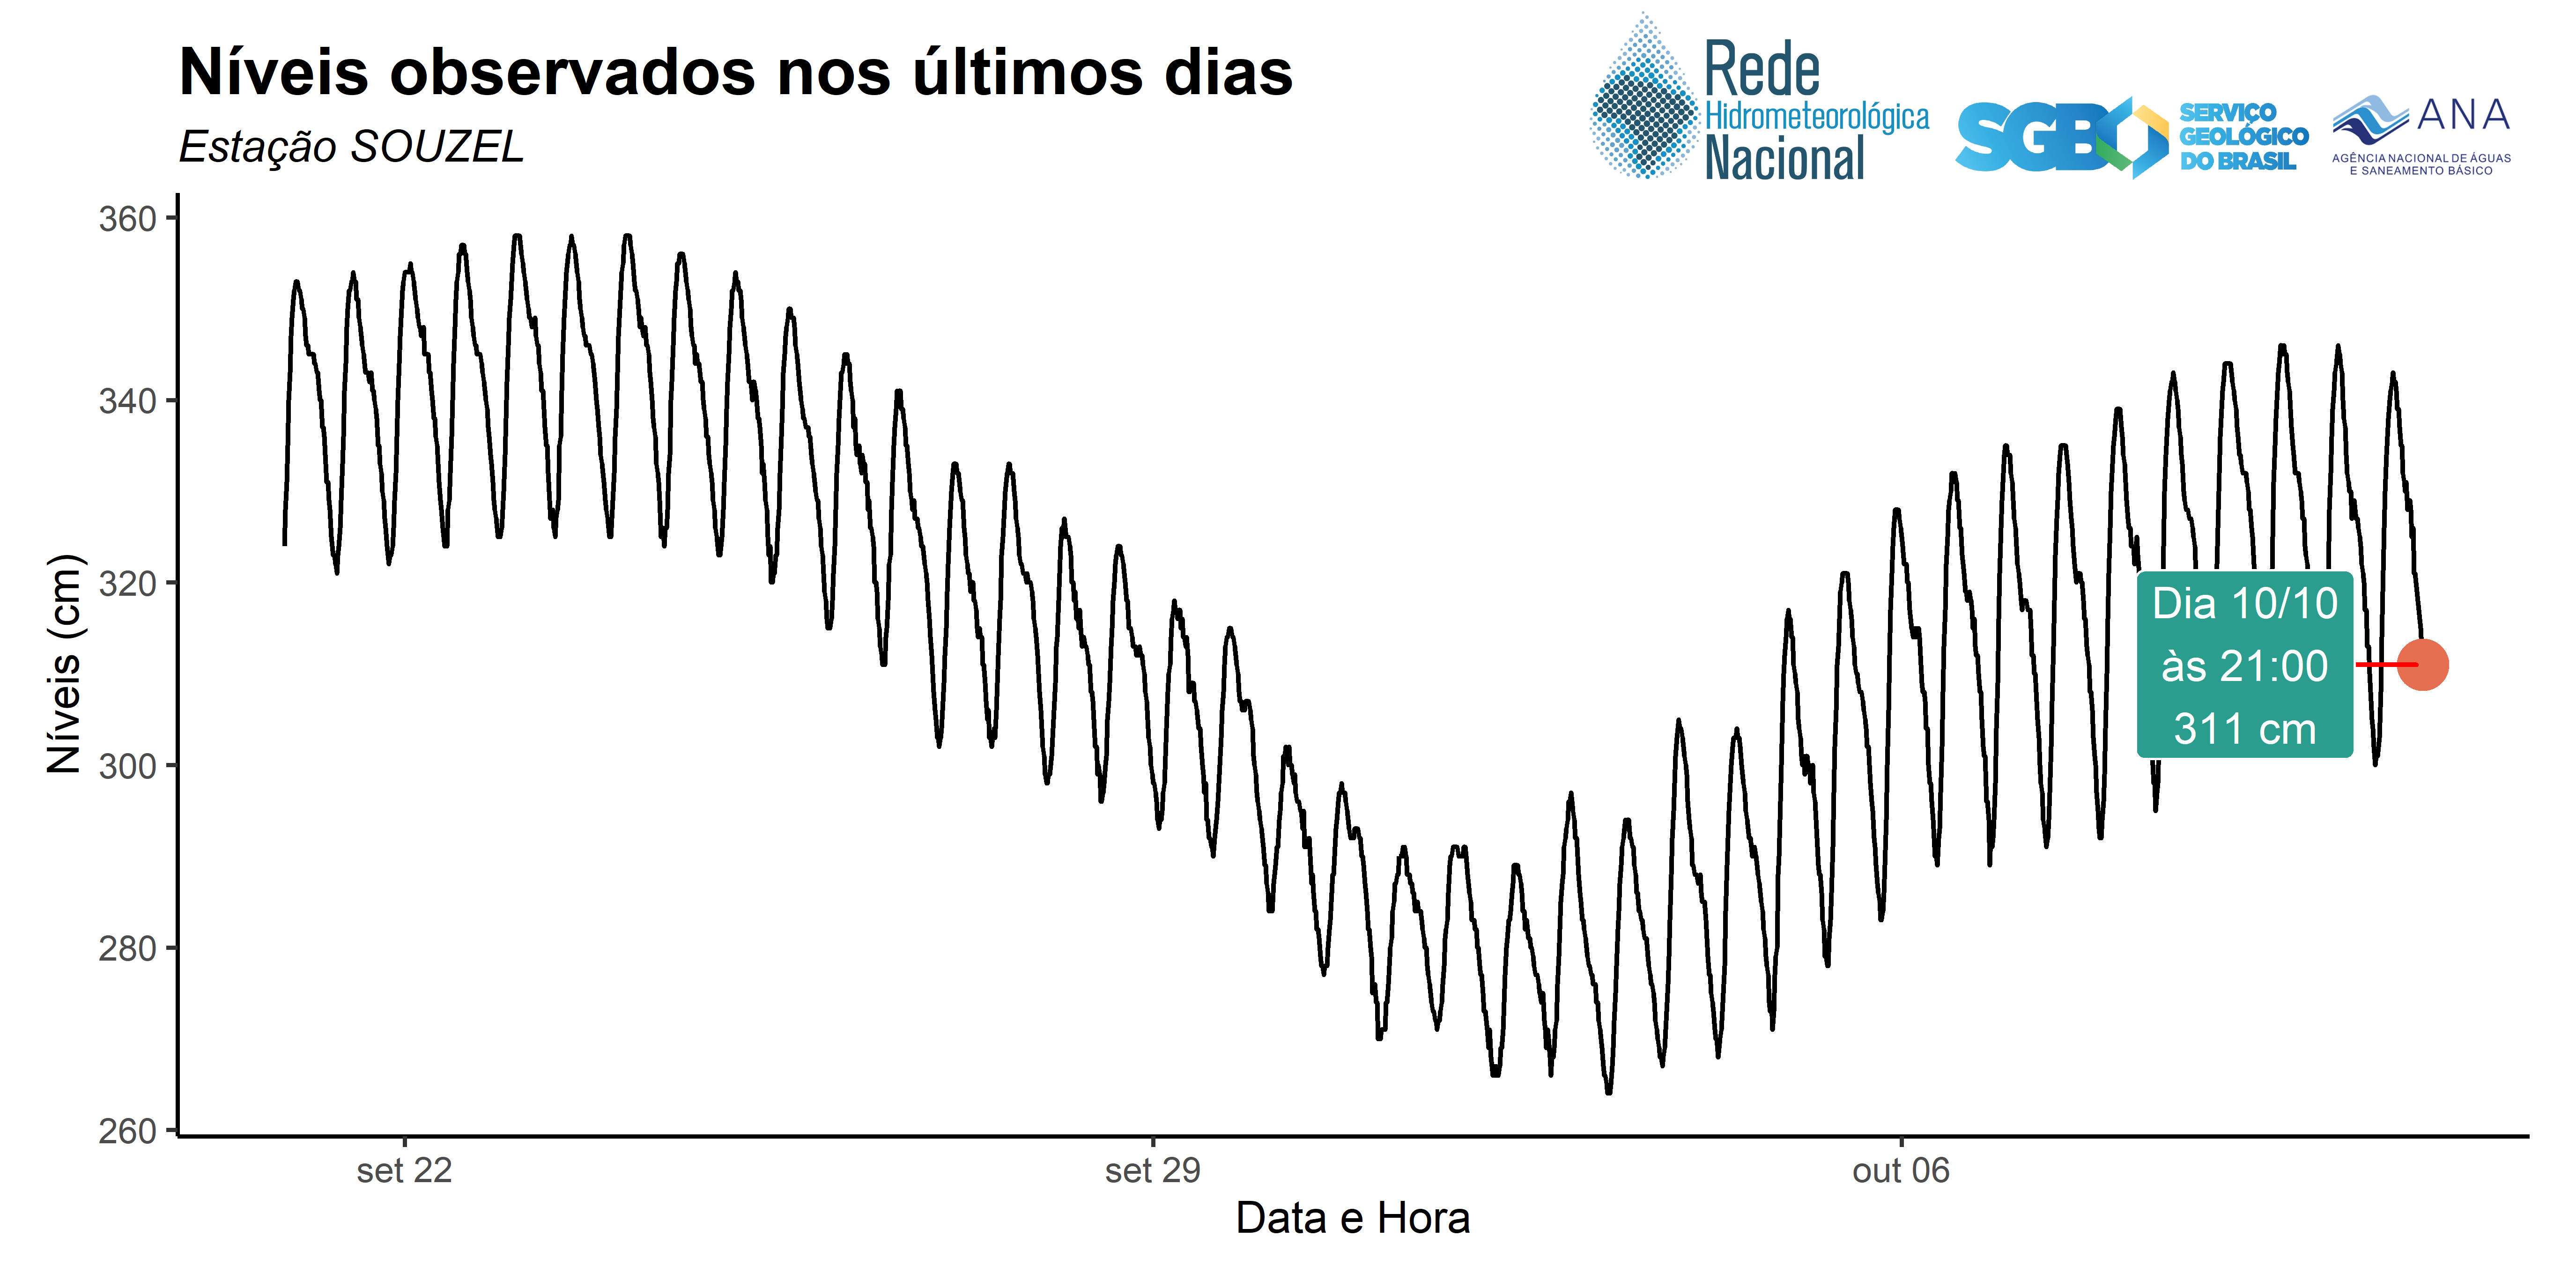 Níveis observados nos últimos dias
Estação SOUZEL
Rede
Hidrometeorológica
Nacional
SGB
SERVIÇO
GEOLÓGICO
DO BRASIL
ANA
AGÊNCIA NACIONAL DE ÁGUAS
E SANEAMENTO BÁSICO
Níveis (cm)
360
340
320
300
280
260
Dia 10/10
às 21:00
311 cm
set 22
set 29
out 06
Data e Hora